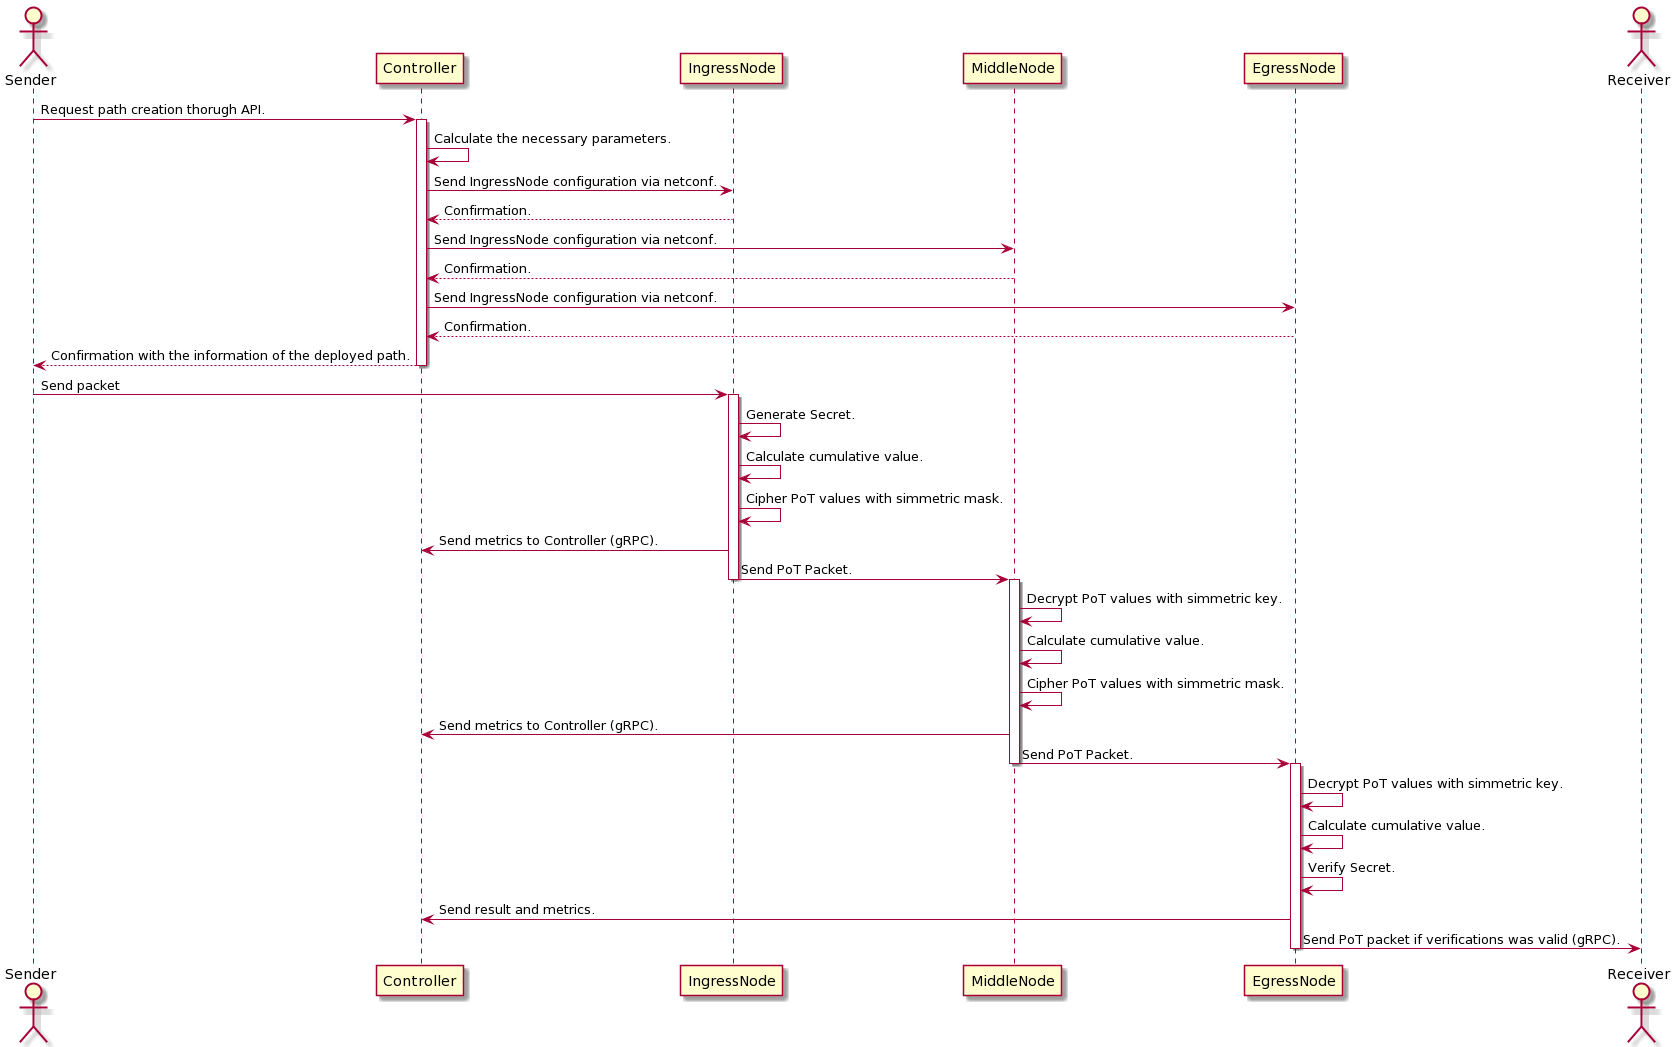 Sender
Controller
IngressNode
MiddleNode
EgressNode
Receiver
Request path creation thorugh API.
Calculate the necessary parameters.
Send IngressNode configuration via netconf.
Confirmation.
Send IngressNode configuration via netconf.
Confirmation.
Send IngressNode configuration via netconf.
Confirmation.
Confirmation with the information of the deployed path.
Send packet
Generate Secret.
Calculate cumulative value.
Cipher PoT values with simmetric mask.
Send metrics to Controller (gRPC).
Send PoT Packet.
Decrypt PoT values with simmetric key.
Calculate cumulative value.
Cipher PoT values with simmetric mask.
Send metrics to Controller (gRPC).
Send PoT Packet.
Decrypt PoT values with simmetric key.
Calculate cumulative value.
Verify Secret.
Send result and metrics.
Send PoT packet if verifications was valid (gRPC).
Sender
Controller
IngressNode
MiddleNode
EgressNode
Receiver